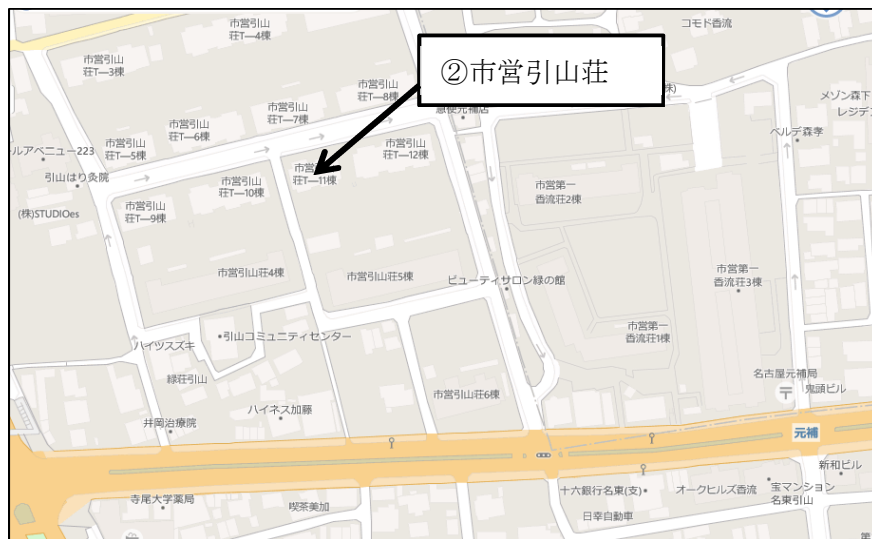 市営引山
荘T―4棟
コモド香流
市営引山
荘T―3棟
②市営引山荘
(株)
市営引山
荘T―8棟
急便元補店
メゾン森下
レジデン
市営引山
荘T―7棟
市営引山
荘T―6棟
ベルデ森孝
市営引山
荘T―5棟
市営引山
荘T―12棟
ルアベニュー223
引山はり灸院
市営
荘T―11棟
市営引山
荘T―10棟
市営第一
香流荘2棟
(株)STUDIOes
市営引山
荘T―9棟
市営引山荘4棟
市営引山荘5棟
ビューティサロン緑の館
市営第一
香流荘3棟
市営第一
香流荘1棟
引山コミュニティセンター
ハイツスズキ
緑荘引山
市営引山荘6棟
名古屋元補局
鬼頭ビル
ハイネス加藤
井岡治療院
元補
新和ビル
寺尾大学薬局
喫茶美加
十六銀行名東(支)
オークヒルズ香流
宝マンション
名東引山
日幸自動車
第